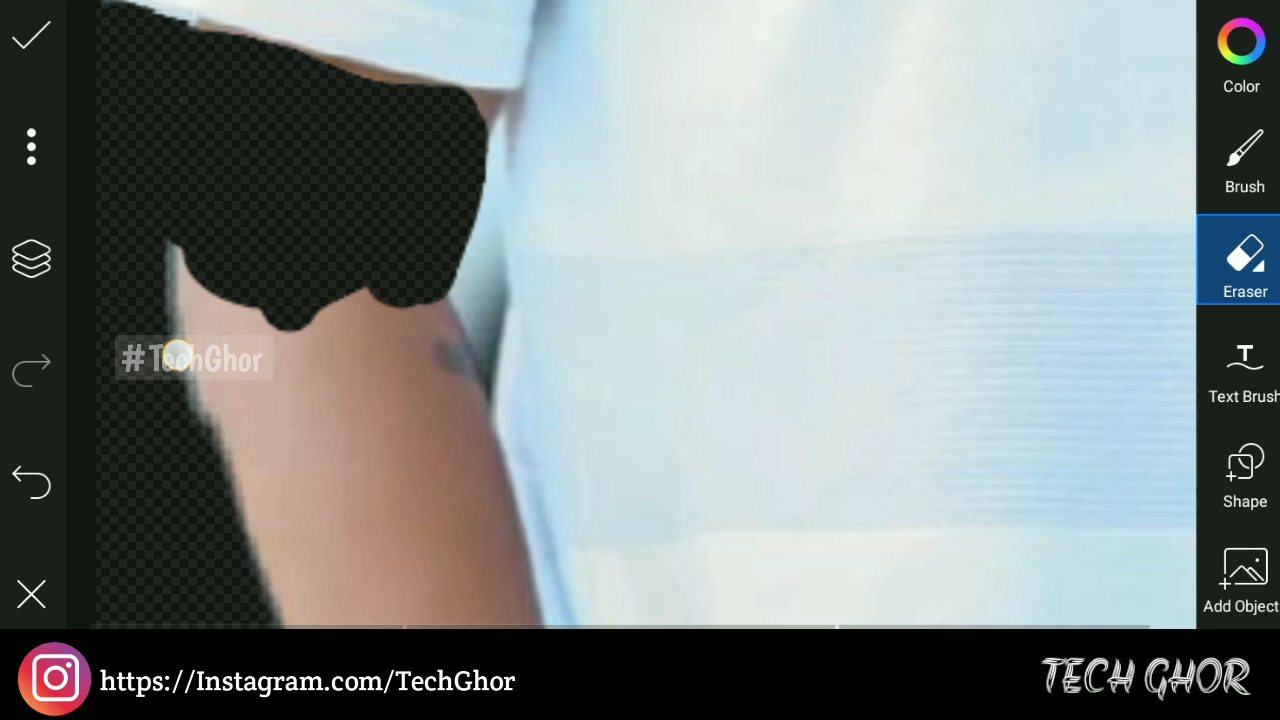 Color
Brush
Eraser
#TechGhor
Text Brush
Shape
Add Object
https://Instagram.com/TechGhor
TECH GHOR